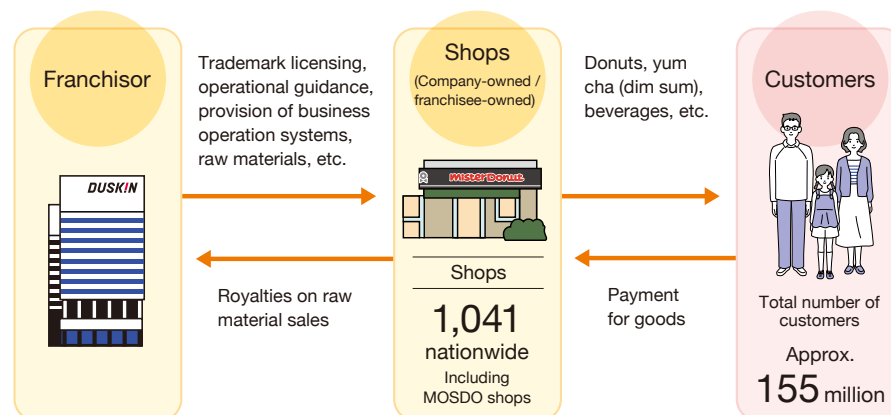 Franchisor
DUSKIN
Trademark licensing,
operational guidance,
provision of business
operation systems,
raw materials, etc.
Royalties on raw
material sales
Shops
(Company-owned /
franchisee-owned)
MisterDonut
Shops
1,041
nationwide
Including
MOSDO shops
Donuts, yum
cha (dim sum),
beverages, etc.
Payment
for goods
Customers
Total number of
customers
Approx.
155 million